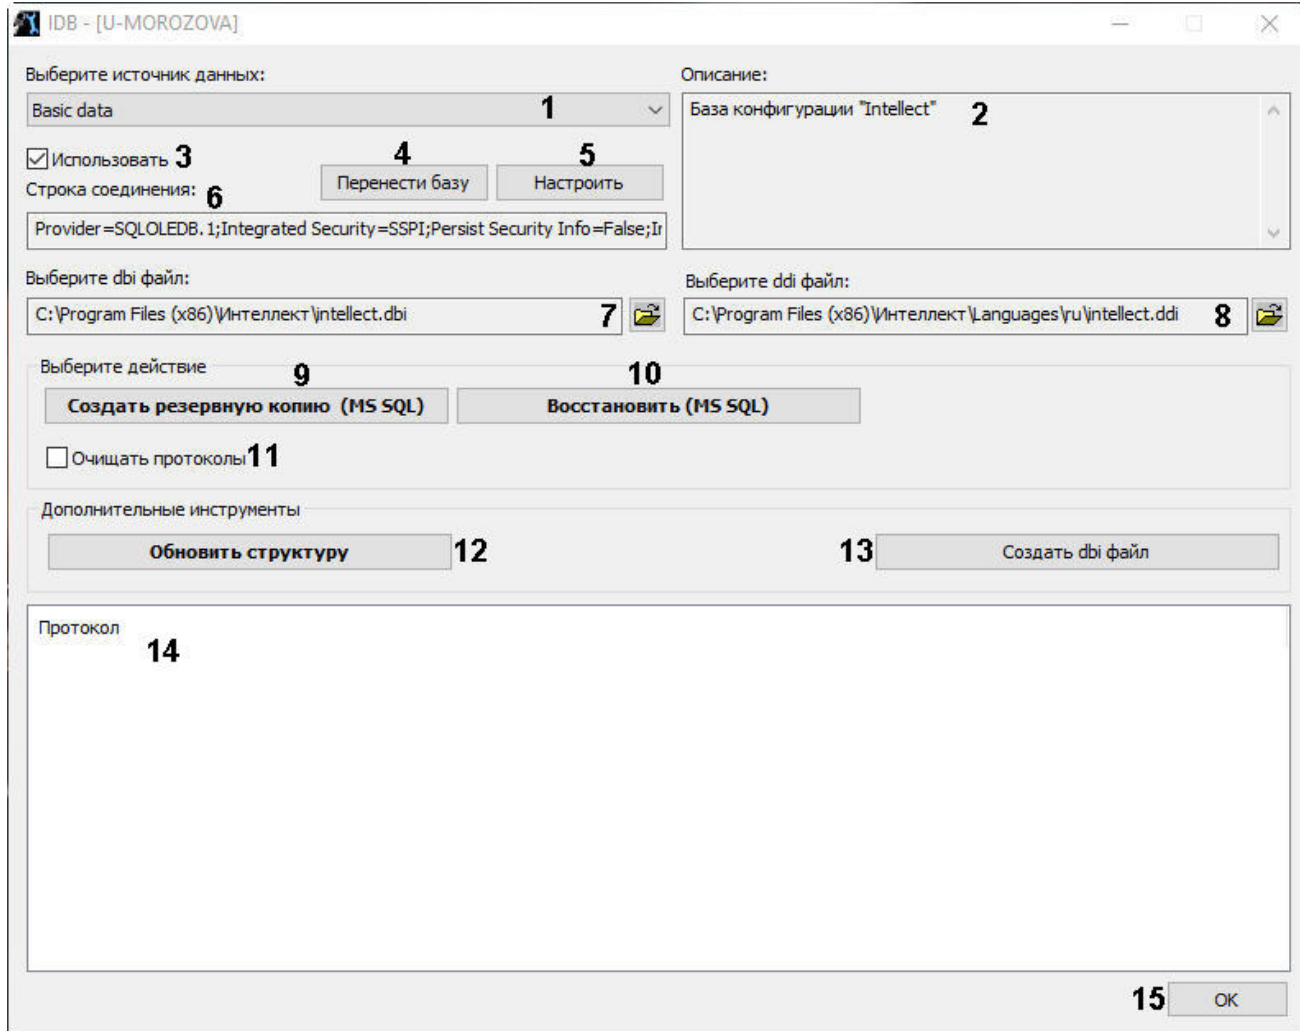 IDB - [U-MOROZOVA]
Выберите источник данных:
Описание:
Basic data
1
База конфигурации "Intellect"
2
Использовать 3
4
5
Перенести базу
Настроить
Строка соединения: 6
Provider=SQLOLEDB.1;Integrated Security=SSPI;Persist Security Info=False;Ir
Выберите dbi файл:
Выберите ddi файл:
C:\Program Files (x86)\Интеллект\intellect.dbi 7
C:\Program Files (x86)\Интеллект\Languages\ru\intellect.ddi 8
Выберите действие
9
10
Создать резервную копию (MS SQL)
Восстановить (MS SQL)
Очищать протоколы 11
Дополнительные инструменты
Обновить структуру 12
13 Создать dbi файл
Протокол
14
15 OK